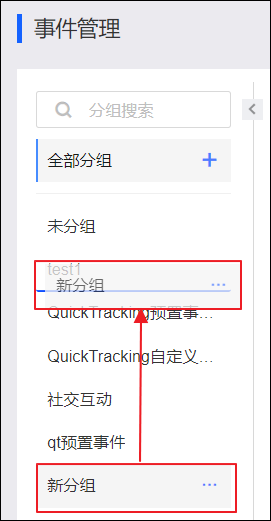 事件管理
分组搜索
全部分组 +
未分组
test1
新分组 ...
QuickTracking预置事...
QuickTracking自定义...
社交互动
qt预置事件
新分组 ...